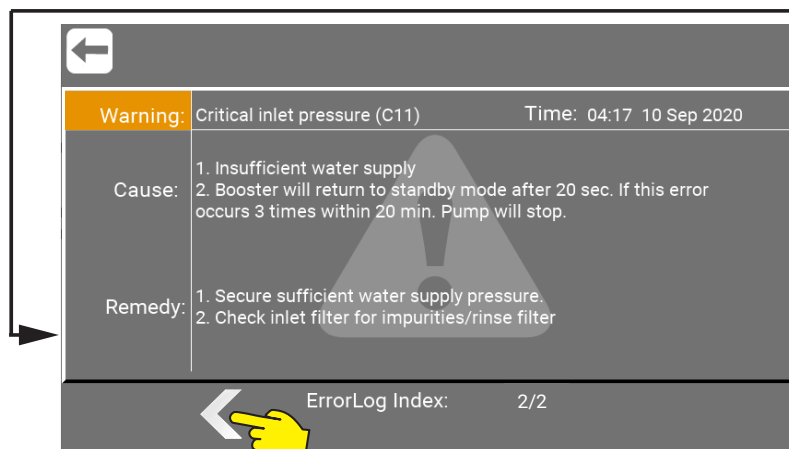 Warning: Critical inlet pressure (C11) Time: 04:17 10 Sep 2020
Cause: 1. Insufficient water supply
2. Booster will return to standby mode after 20 sec. If this error
occurs 3 times within 20 min. Pump will stop.
Remedy: 1. Secure sufficient water supply pressure.
2. Check inlet filter for impurities/rinse filter
ErrorLog Index: 2/2